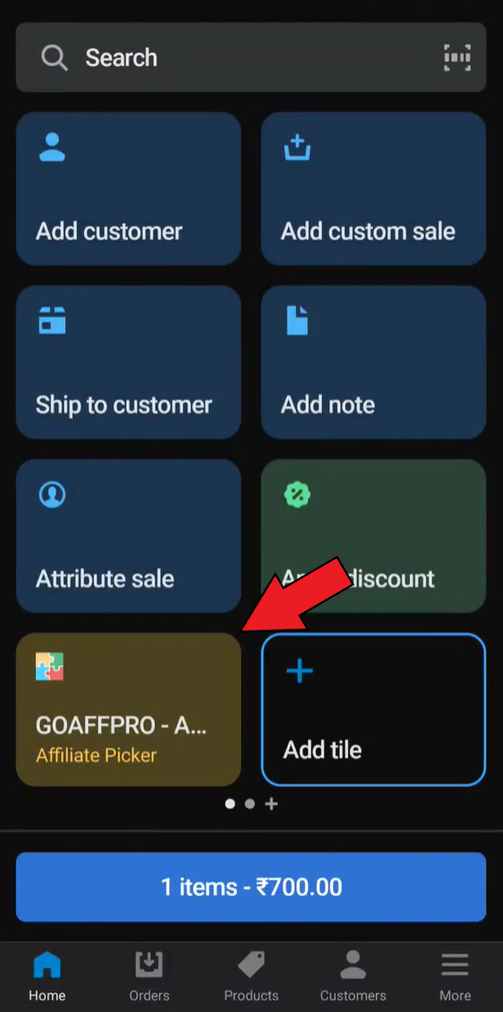 Search
Add customer
Add custom sale
Ship to customer
Add note
Attribute sale
discount
GOAFFPRO - A...
Affiliate Picker
Add tile
1 items - ₹700.00
Home
Orders
Products
Customers
More